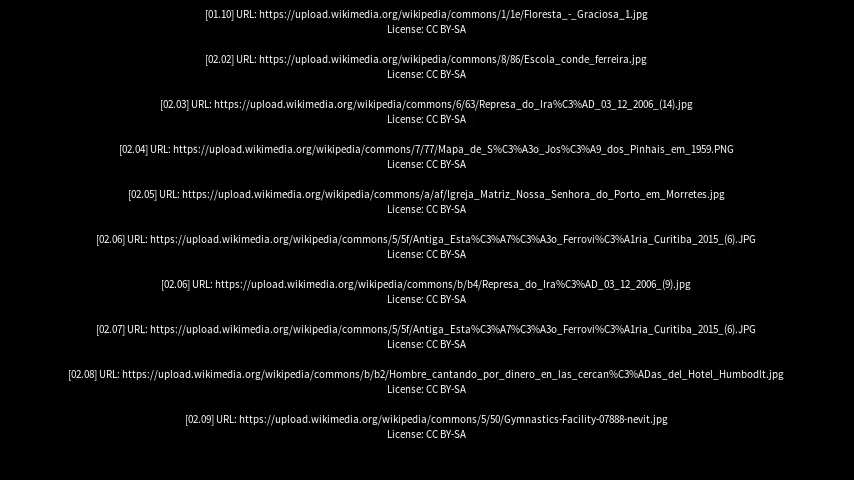 [01.10] URL: https://upload.wikimedia.org/wikipedia/commons/1/1e/Floresta_-_Graciosa_1.jpg
License: CC BY-SA
[02.02] URL: https://upload.wikimedia.org/wikipedia/commons/8/86/Escola_conde_ferreira.jpg
License: CC BY-SA
[02.03] URL: https://upload.wikimedia.org/wikipedia/commons/6/63/Represa_do_Ira%C3%AD_03_12_2006_(14).jpg
License: CC BY-SA
[02.04] URL: https://upload.wikimedia.org/wikipedia/commons/7/77/Mapa_de_S%C3%A3o_Jos%C3%A9_dos_Pinhais_em_1959.PNG
License: CC BY-SA
[02.05] URL: https://upload.wikimedia.org/wikipedia/commons/a/af/Igreja_Matriz_Nossa_Senhora_do_Porto_em_Morretes.jpg
License: CC BY-SA
[02.06] URL: https://upload.wikimedia.org/wikipedia/commons/5/5f/Antiga_Esta%C3%A7%C3%A3o_Ferrovi%C3%A1ria_Curitiba_2015_(6).JPG
License: CC BY-SA
[02.06] URL: https://upload.wikimedia.org/wikipedia/commons/b/b4/Represa_do_Ira%C3%AD_03_12_2006_(9).jpg
License: CC BY-SA
[02.07] URL: https://upload.wikimedia.org/wikipedia/commons/5/5f/Antiga_Esta%C3%A7%C3%A3o_Ferrovi%C3%A1ria_Curitiba_2015_(6).JPG
License: CC BY-SA
[02.08] URL: https://upload.wikimedia.org/wikipedia/commons/b/b2/Hombre_cantando_por_dinero_en_las_cercan%C3%ADas_del_Hotel_Humbodlt.jpg
License: CC BY-SA
[02.09] URL: https://upload.wikimedia.org/wikipedia/commons/5/50/Gymnastics-Facility-07888-nevit.jpg
License: CC BY-SA